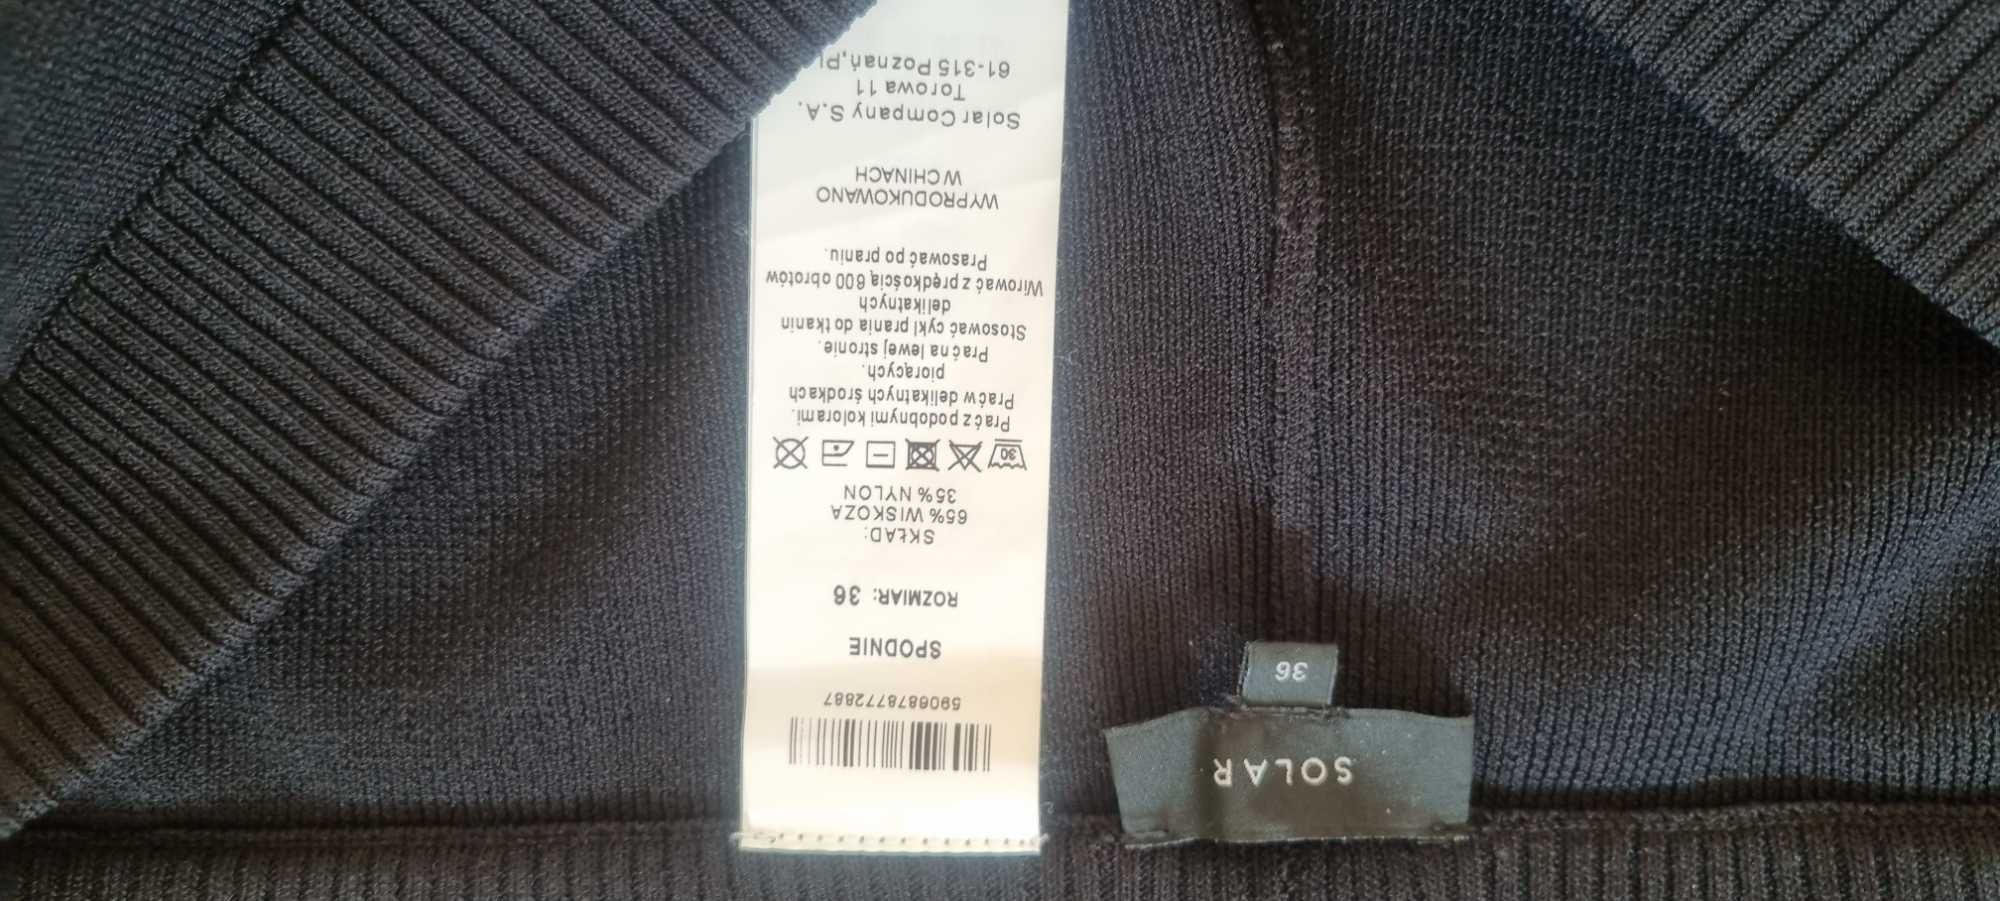 SOLAR
36
5906878772887
SPODNIE
ROZMIAR: 36
SKŁAD:
65% WISKOZA
35% NYLON
30
Prać z podobnymi kolorami.
Prać w delikatnych środkach
piorących.
Prać na lewej stronie.
Stosować cykl prania do tkanin
delikatnych
Wirować z prędkością 600 obrotów
Prasować po praniu.
WYPRODUKOWANO
W CHINACH
Solar Company S.A.
Torowa 11
61-315 Poznań,PL